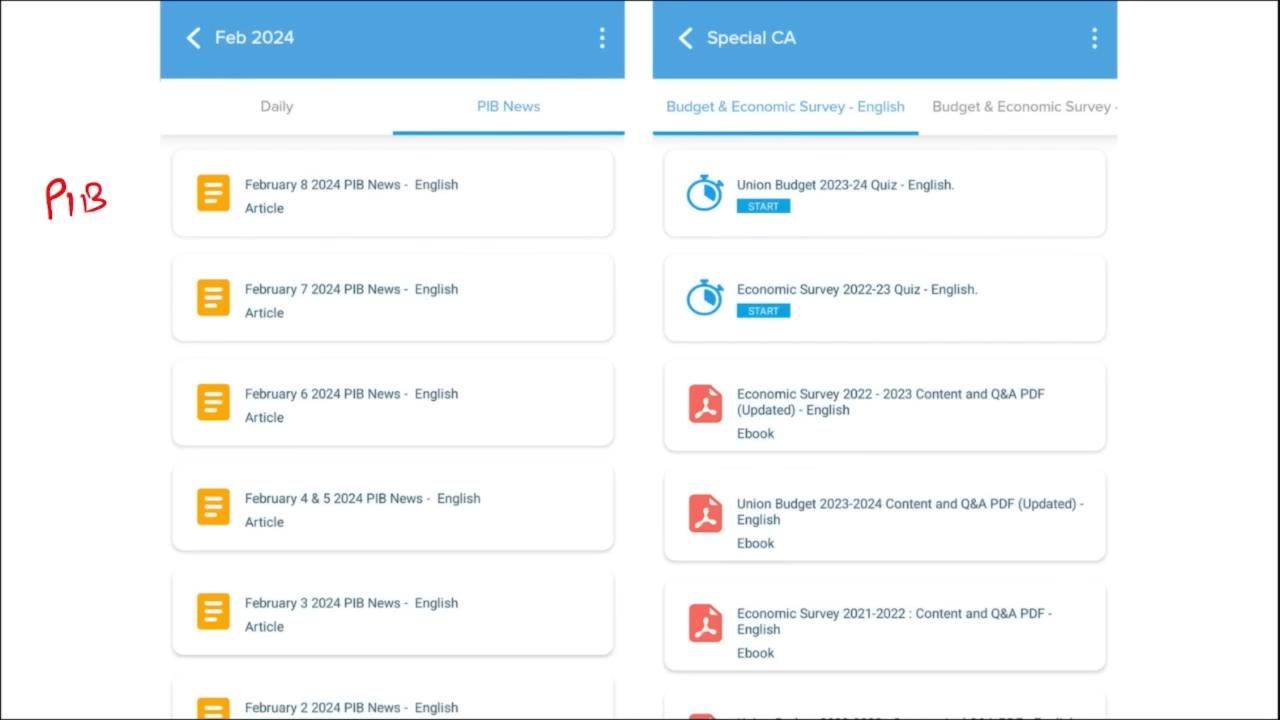 PIB
Feb 2024
Daily
PIB News
February 8 2024 PIB News - English
Article
February 7 2024 PIB News - English
Article
February 6 2024 PIB News - English
Article
February 4 & 5 2024 PIB News - English
Article
February 3 2024 PIB News - English
Article
February 2 2024 PIB News - English
Special CA
Budget & Economic Survey - English
Budget & Economic Survey -
Union Budget 2023-24 Quiz - English.
START
Economic Survey 2022-23 Quiz - English.
START
Economic Survey 2022 - 2023 Content and Q&A PDF
(Updated) - English
Ebook
Union Budget 2023-2024 Content and Q&A PDF (Updated) -
English
Ebook
Economic Survey 2021-2022 : Content and Q&A PDF -
English
Ebook